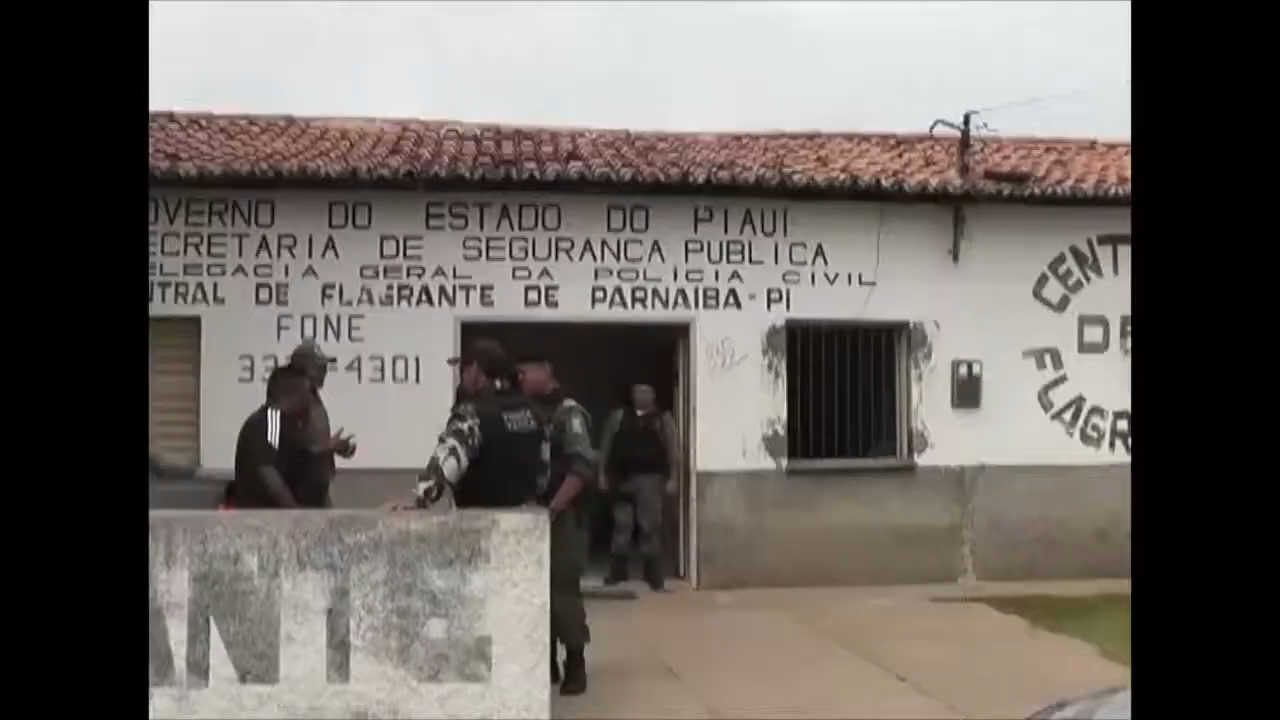 OVERNO DO ESTADO DO PIAUI
ECRETARIA DE SEGURANCA PUBLICA
ELEGACIA GERAL DA POLICIA CIVIL
NTRAL DE FLAGRANTE DE PARNAIBA-PI
FONE
4301
CENT
DE
FLAGR